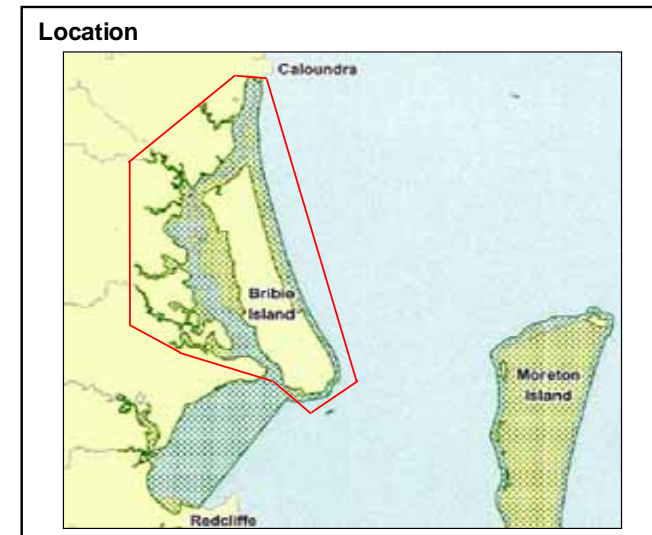 Location
Caloundra
Bribie
Island
Moreton
Island
Redcliffe